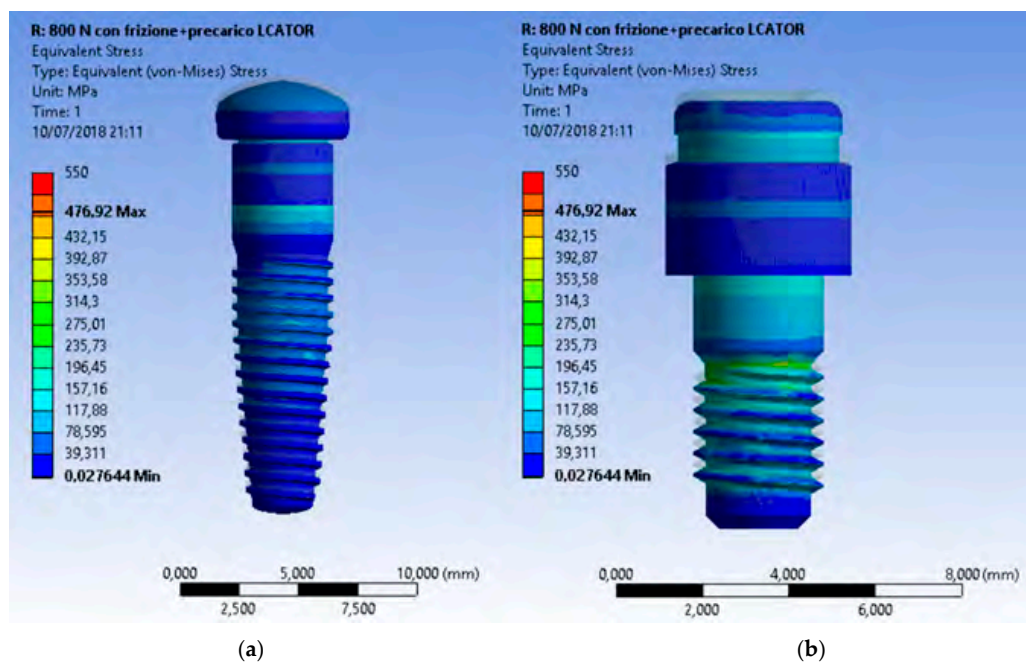 R: 800 N con frizione+precarico LCATOR
Equivalent Stress
Type: Equivalent (von-Mises) Stress
Unit: MPa
Time: 1
10/07/2018 21:11
550
476,92 Max
432,15
392,87
353,58
314,3
275,01
235,73
196,45
157,16
117,88
78,595
39,311
0,027644 Min
0,000 5,000 10,000 (mm)
2,500 7,500
(a)
R: 800 N con frizione+precarico LCATOR
Equivalent Stress
Type: Equivalent (von-Mises) Stress
Unit: MPa
Time: 1
10/07/2018 21:11
550
476,92 Max
432,15
392,87
353,58
314,3
275,01
235,73
196,45
157,16
117,88
78,595
39,311
0,027644 Min
0,000 4,000 8,000 (mm)
2,000 6,000
(b)